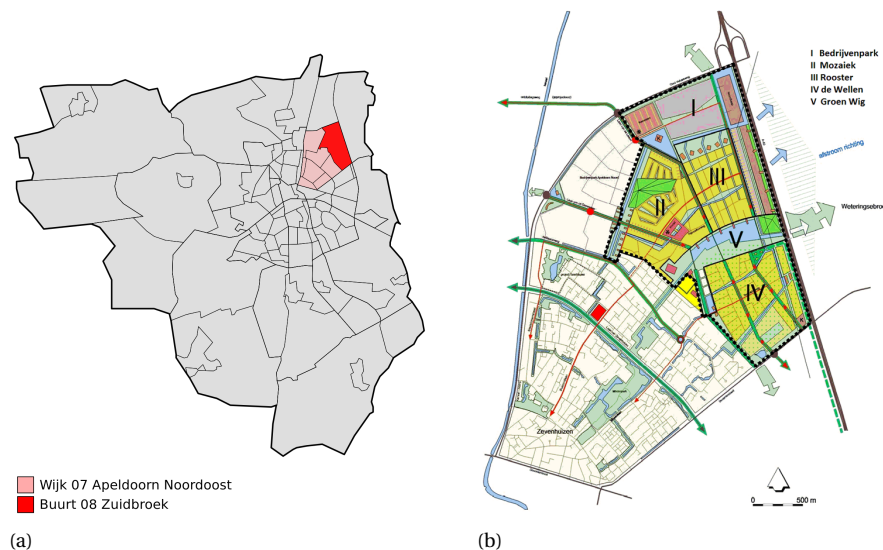 I Bedrijvenpark
II Mozaiek
III Rooster
IV de Wellen
V Groen Wig
I
II
III
V
IV
afstroom richting
Zevenhuizen
0 500 m
Wijk 07 Apeldoorn Noordoost
Buurt 08 Zuidbroek
(a)
(b)